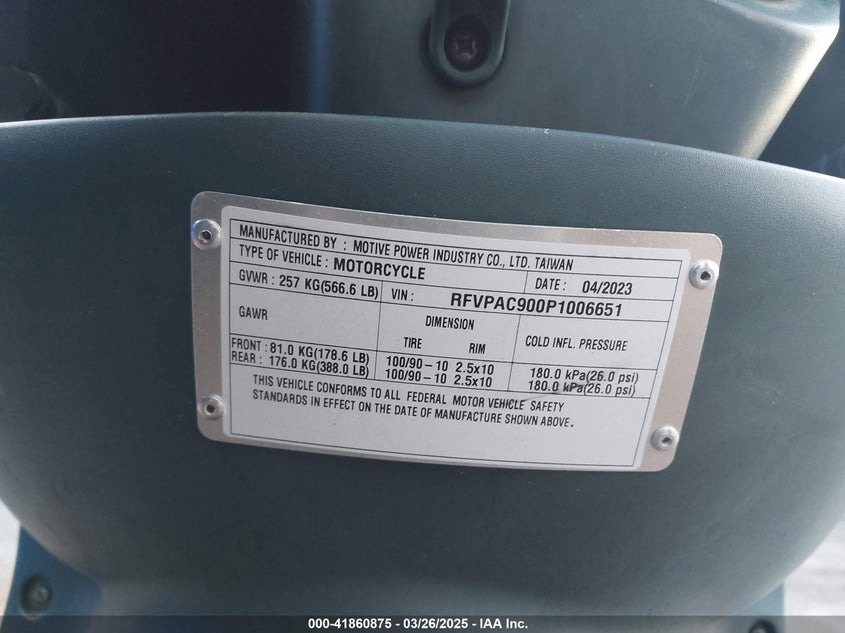 MANUFACTURED BY : MOTIVE POWER INDUSTRY CO., LTD. TAIWAN
TYPE OF VEHICLE : MOTORCYCLE DATE : 04/2023
GVWR : 257 KG(566.6 LB) VIN : RFVPAC900P1006651
GAWR DIMENSION COLD INFL. PRESSURE
TIRE RIM
FRONT : 81.0 KG(178.6 LB) 100/90-10 2.5x10 180.0 kPa(26.0 psi)
REAR : 176.0 KG(388.0 LB) 100/90-10 2.5x10 180.0 kPa(26.0 psi)
THIS VEHICLE CONFORMS TO ALL FEDERAL MOTOR VEHICLE SAFETY
STANDARDS IN EFFECT ON THE DATE OF MANUFACTURE SHOWN ABOVE.
000-41860875 - 03/26/2025 - IAA Inc.